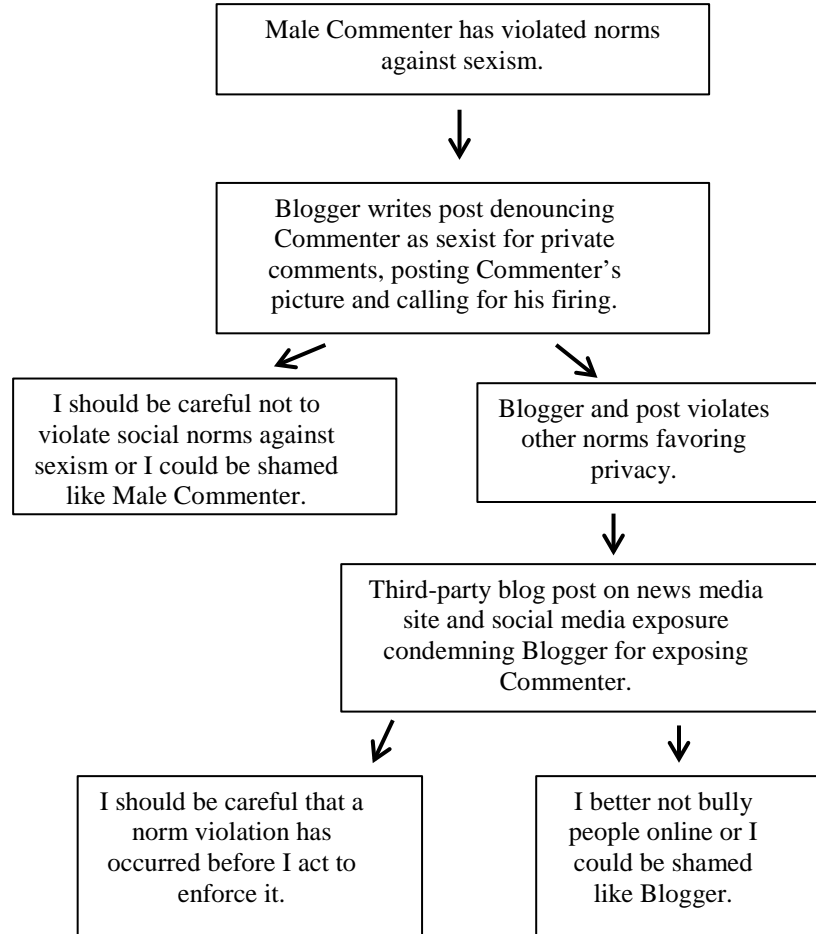 Male Commenter has violated norms
against sexism.
Blogger writes post denouncing
Commenter as sexist for private
comments, posting Commenter’s
picture and calling for his firing.
I should be careful not to
violate social norms against
sexism or I could be shamed
like Male Commenter.
Blogger and post violates
other norms favoring
privacy.
Third-party blog post on news media
site and social media exposure
condemning Blogger for exposing
Commenter.
I should be careful that a
norm violation has
occurred before I act to
enforce it.
I better not bully
people online or I
could be shamed
like Blogger.